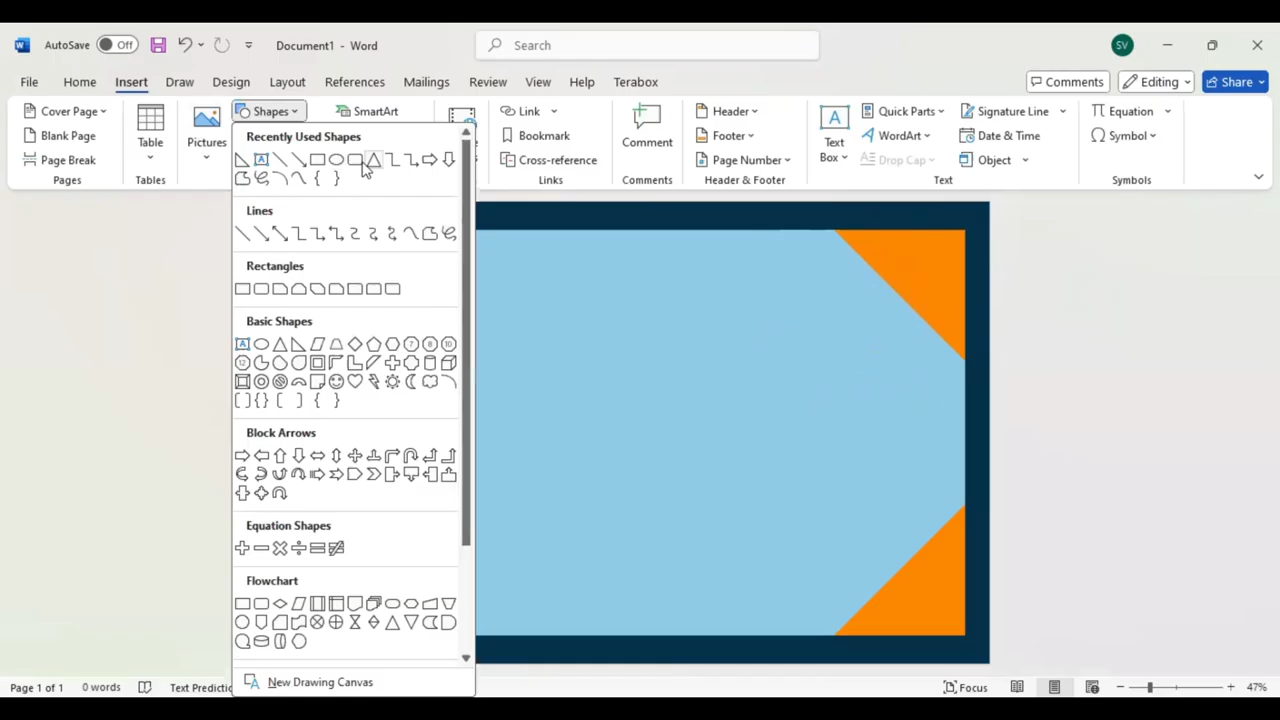 AutoSave Off Document1 - Word Search SV
File Home Insert Draw Design Layout References Mailings Review View Help Terabox Comments Editing Share
Cover Page Shapes SmartArt Link Header Quick Parts Signature Line Equation
Blank Page Bookmark Footer WordArt Date & Time Symbol
Page Break Table Pictures Comment Cross-reference Page Number Text Box Drop Cap Object
Pages Tables Links Comments Header & Footer Text Symbols
Recently Used Shapes
Lines
Rectangles
Basic Shapes
Block Arrows
Equation Shapes
Flowchart
New Drawing Canvas
Page 1 of 1 0 words Text Predictio Focus 47%